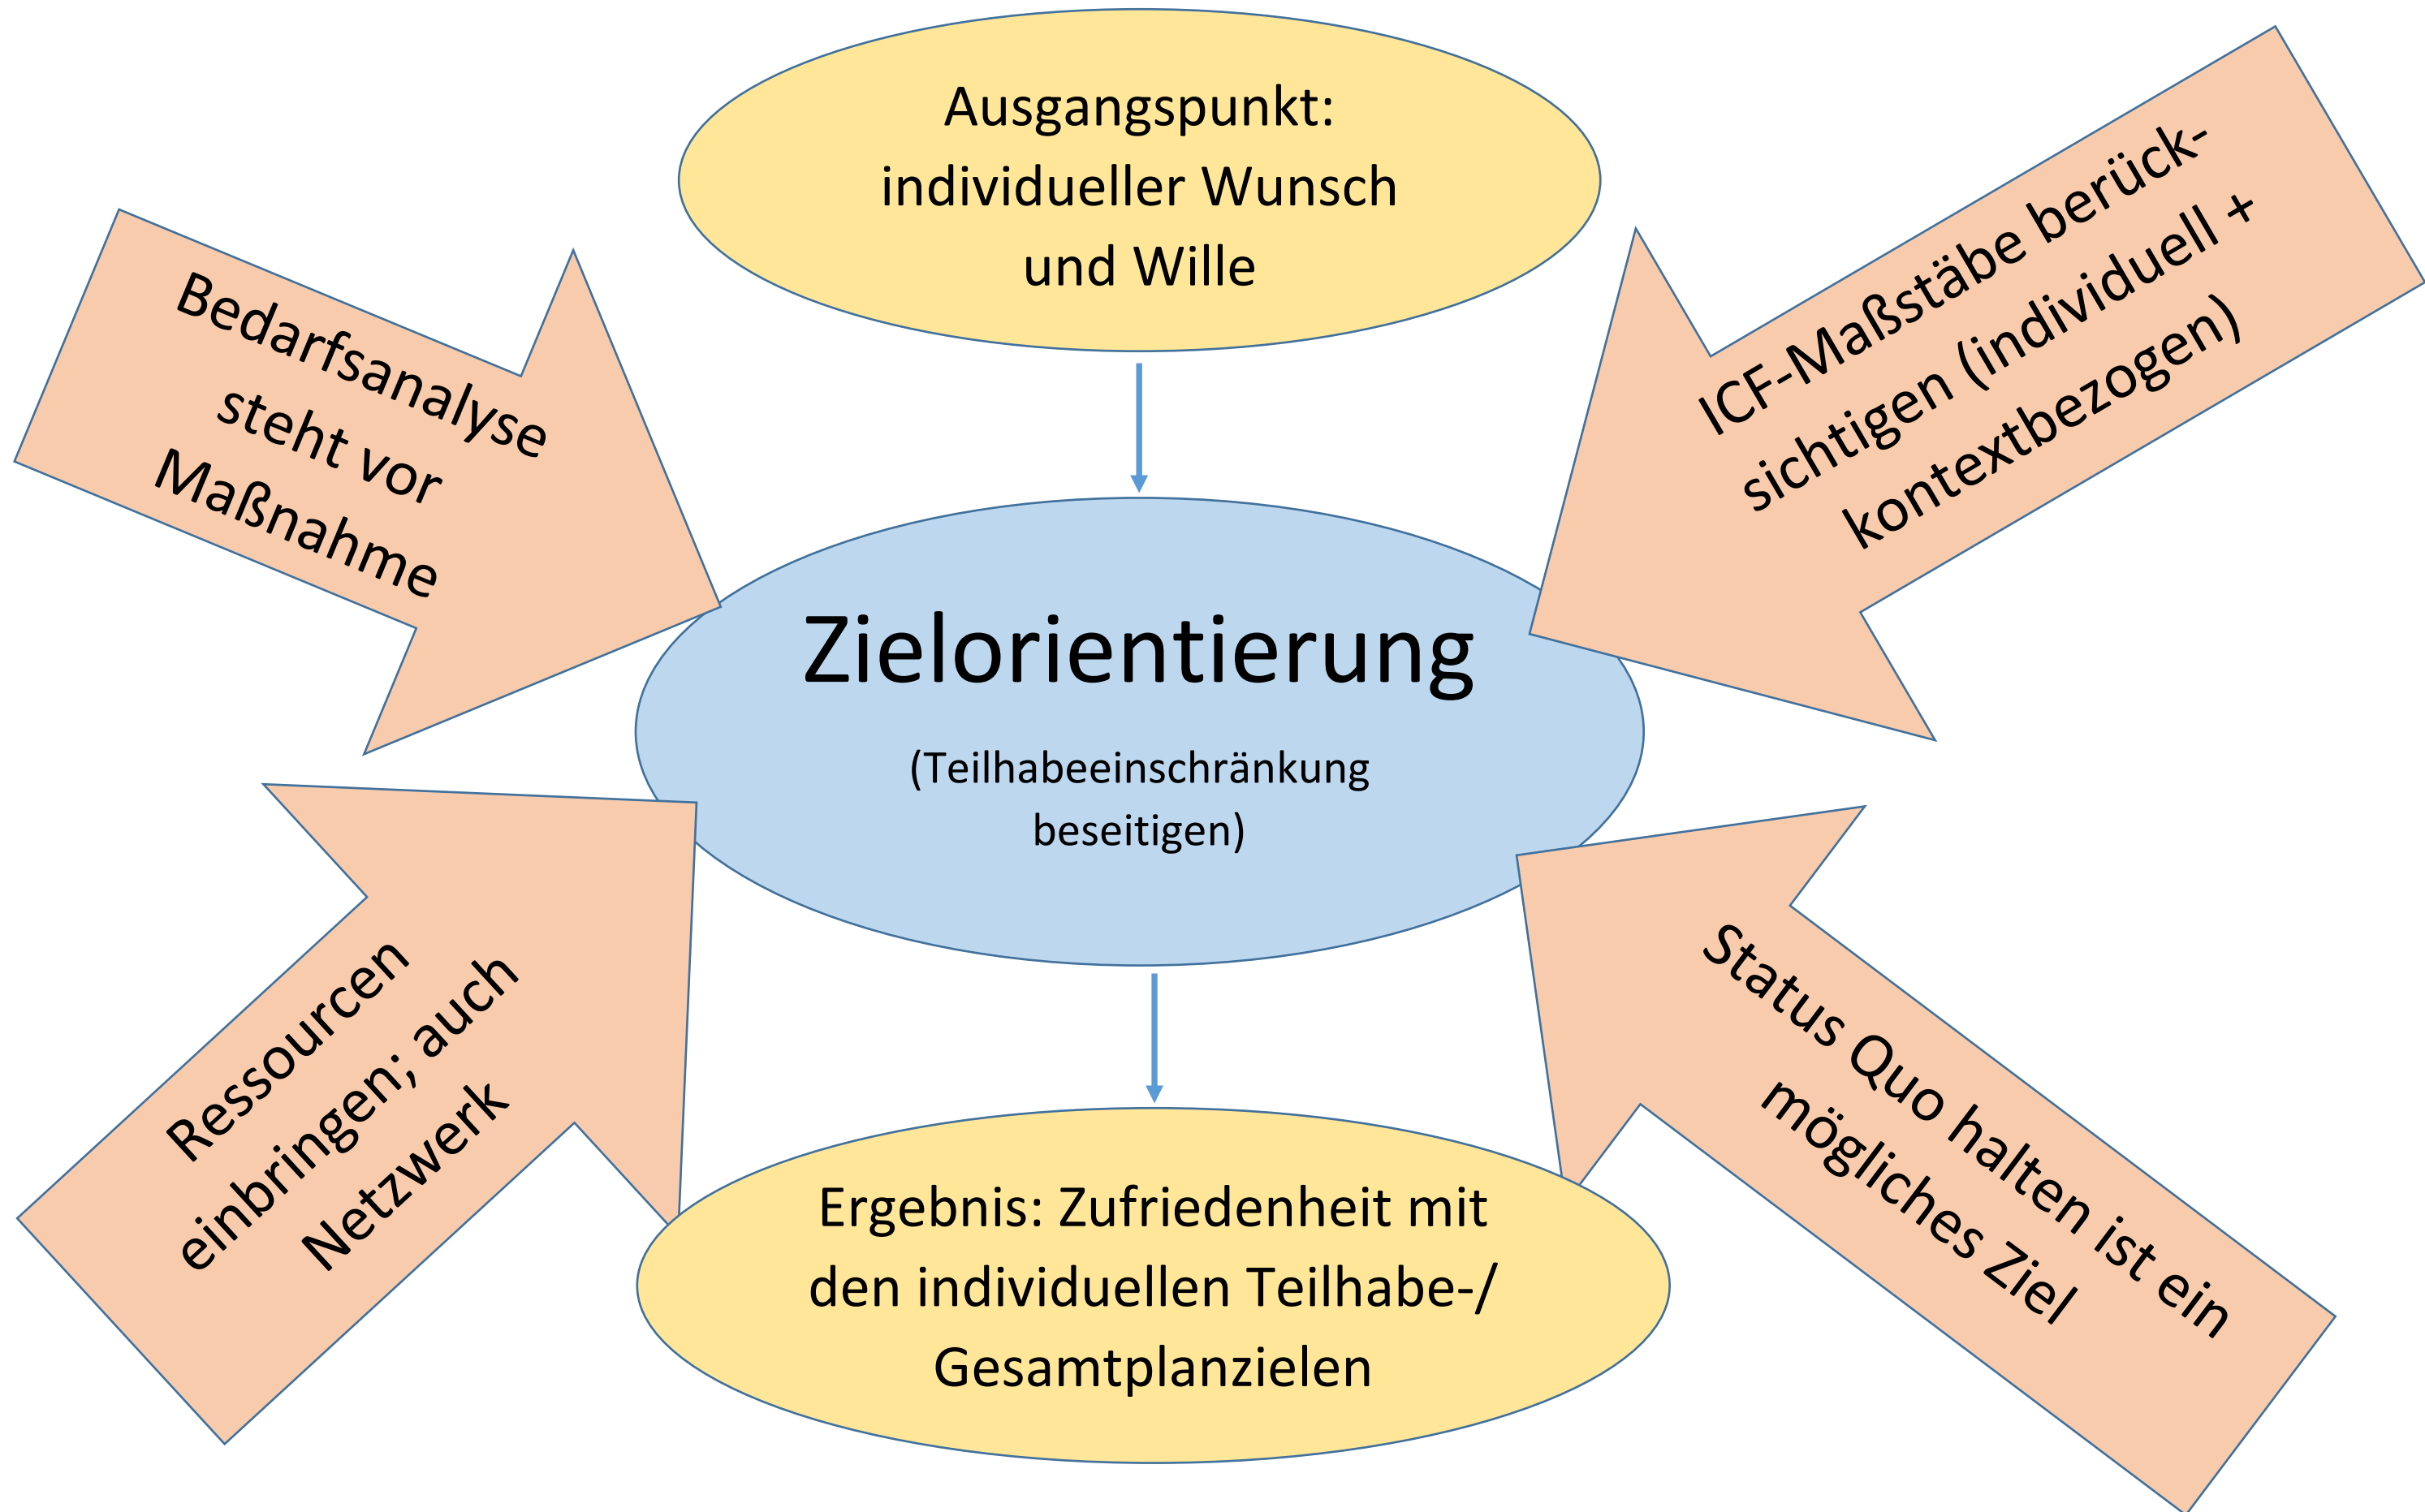 Ausgangspunkt:
individueller Wunsch
und Wille
Bedarfsanalyse
steht vor
Maßnahme
ICF-Maßstäbe berück-
sichtigen (individuell +
kontextbezogen)
Zielorientierung
(Teilhabeeinschränkung
beseitigen)
Ressourcen
einbringen; auch
Netzwerk
Status Quo halten ist ein
mögliches Ziel
Ergebnis: Zufriedenheit mit
den individuellen Teilhabe-/
Gesamtplanzielen